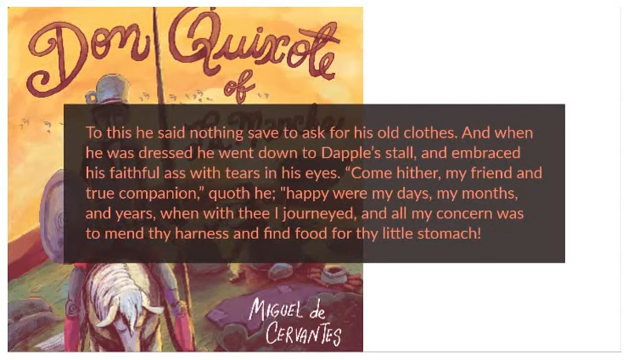 Don Quixote
of
La Mancha
To this he said nothing save to ask for his old clothes. And when
he was dressed he went down to Dapple's stall, and embraced
his faithful ass with tears in his eyes. “Come hither, my friend and
true companion,” quoth he; "happy were my days, my months,
and years, when with thee I journeyed, and all my concern was
to mend thy harness and find food for thy little stomach!
MIGUEL de
CERVANTES